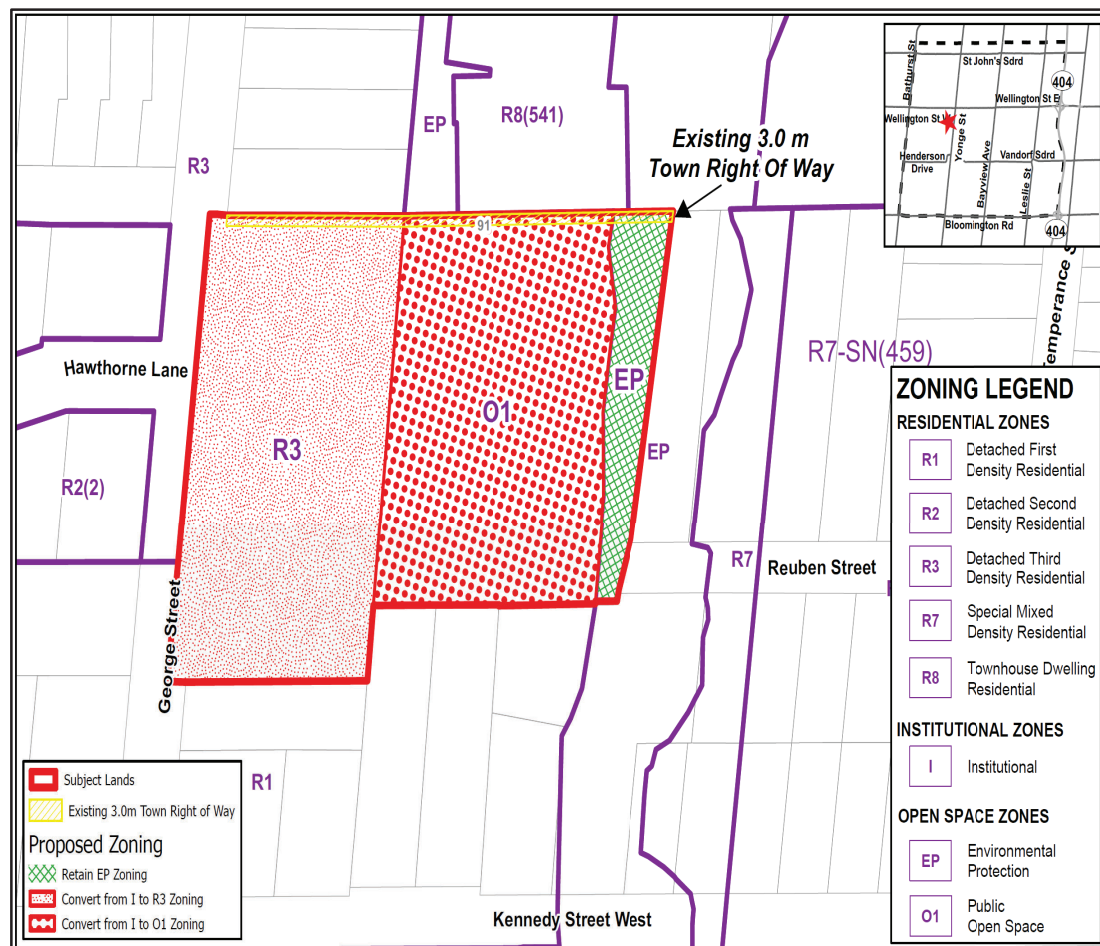 St John's Sdrd
Bathurst St
404
Wellington St E
Wellington St W
Yonge St
Henderson
Drive
Vandorf Sdrd
Bayview Ave
Leslie St
Bloomington Rd
404
EP
R8(541)
R3
Existing 3.0 m
Town Right Of Way
91
Hawthorne Lane
R7-SN(459)
EP
O1
R3
EP
R2(2)
R7
Reuben Street
George Street
R1
Kennedy Street West
ZONING LEGEND
RESIDENTIAL ZONES
R1 Detached First
Density Residential
R2 Detached Second
Density Residential
R3 Detached Third
Density Residential
R7 Special Mixed
Density Residential
R8 Townhouse Dwelling
Residential
INSTITUTIONAL ZONES
I Institutional
OPEN SPACE ZONES
EP Environmental
Protection
O1 Public
Open Space
Subject Lands
Existing 3.0m Town Right of Way
Proposed Zoning
Retain EP Zoning
Convert from I to R3 Zoning
Convert from I to O1 Zoning